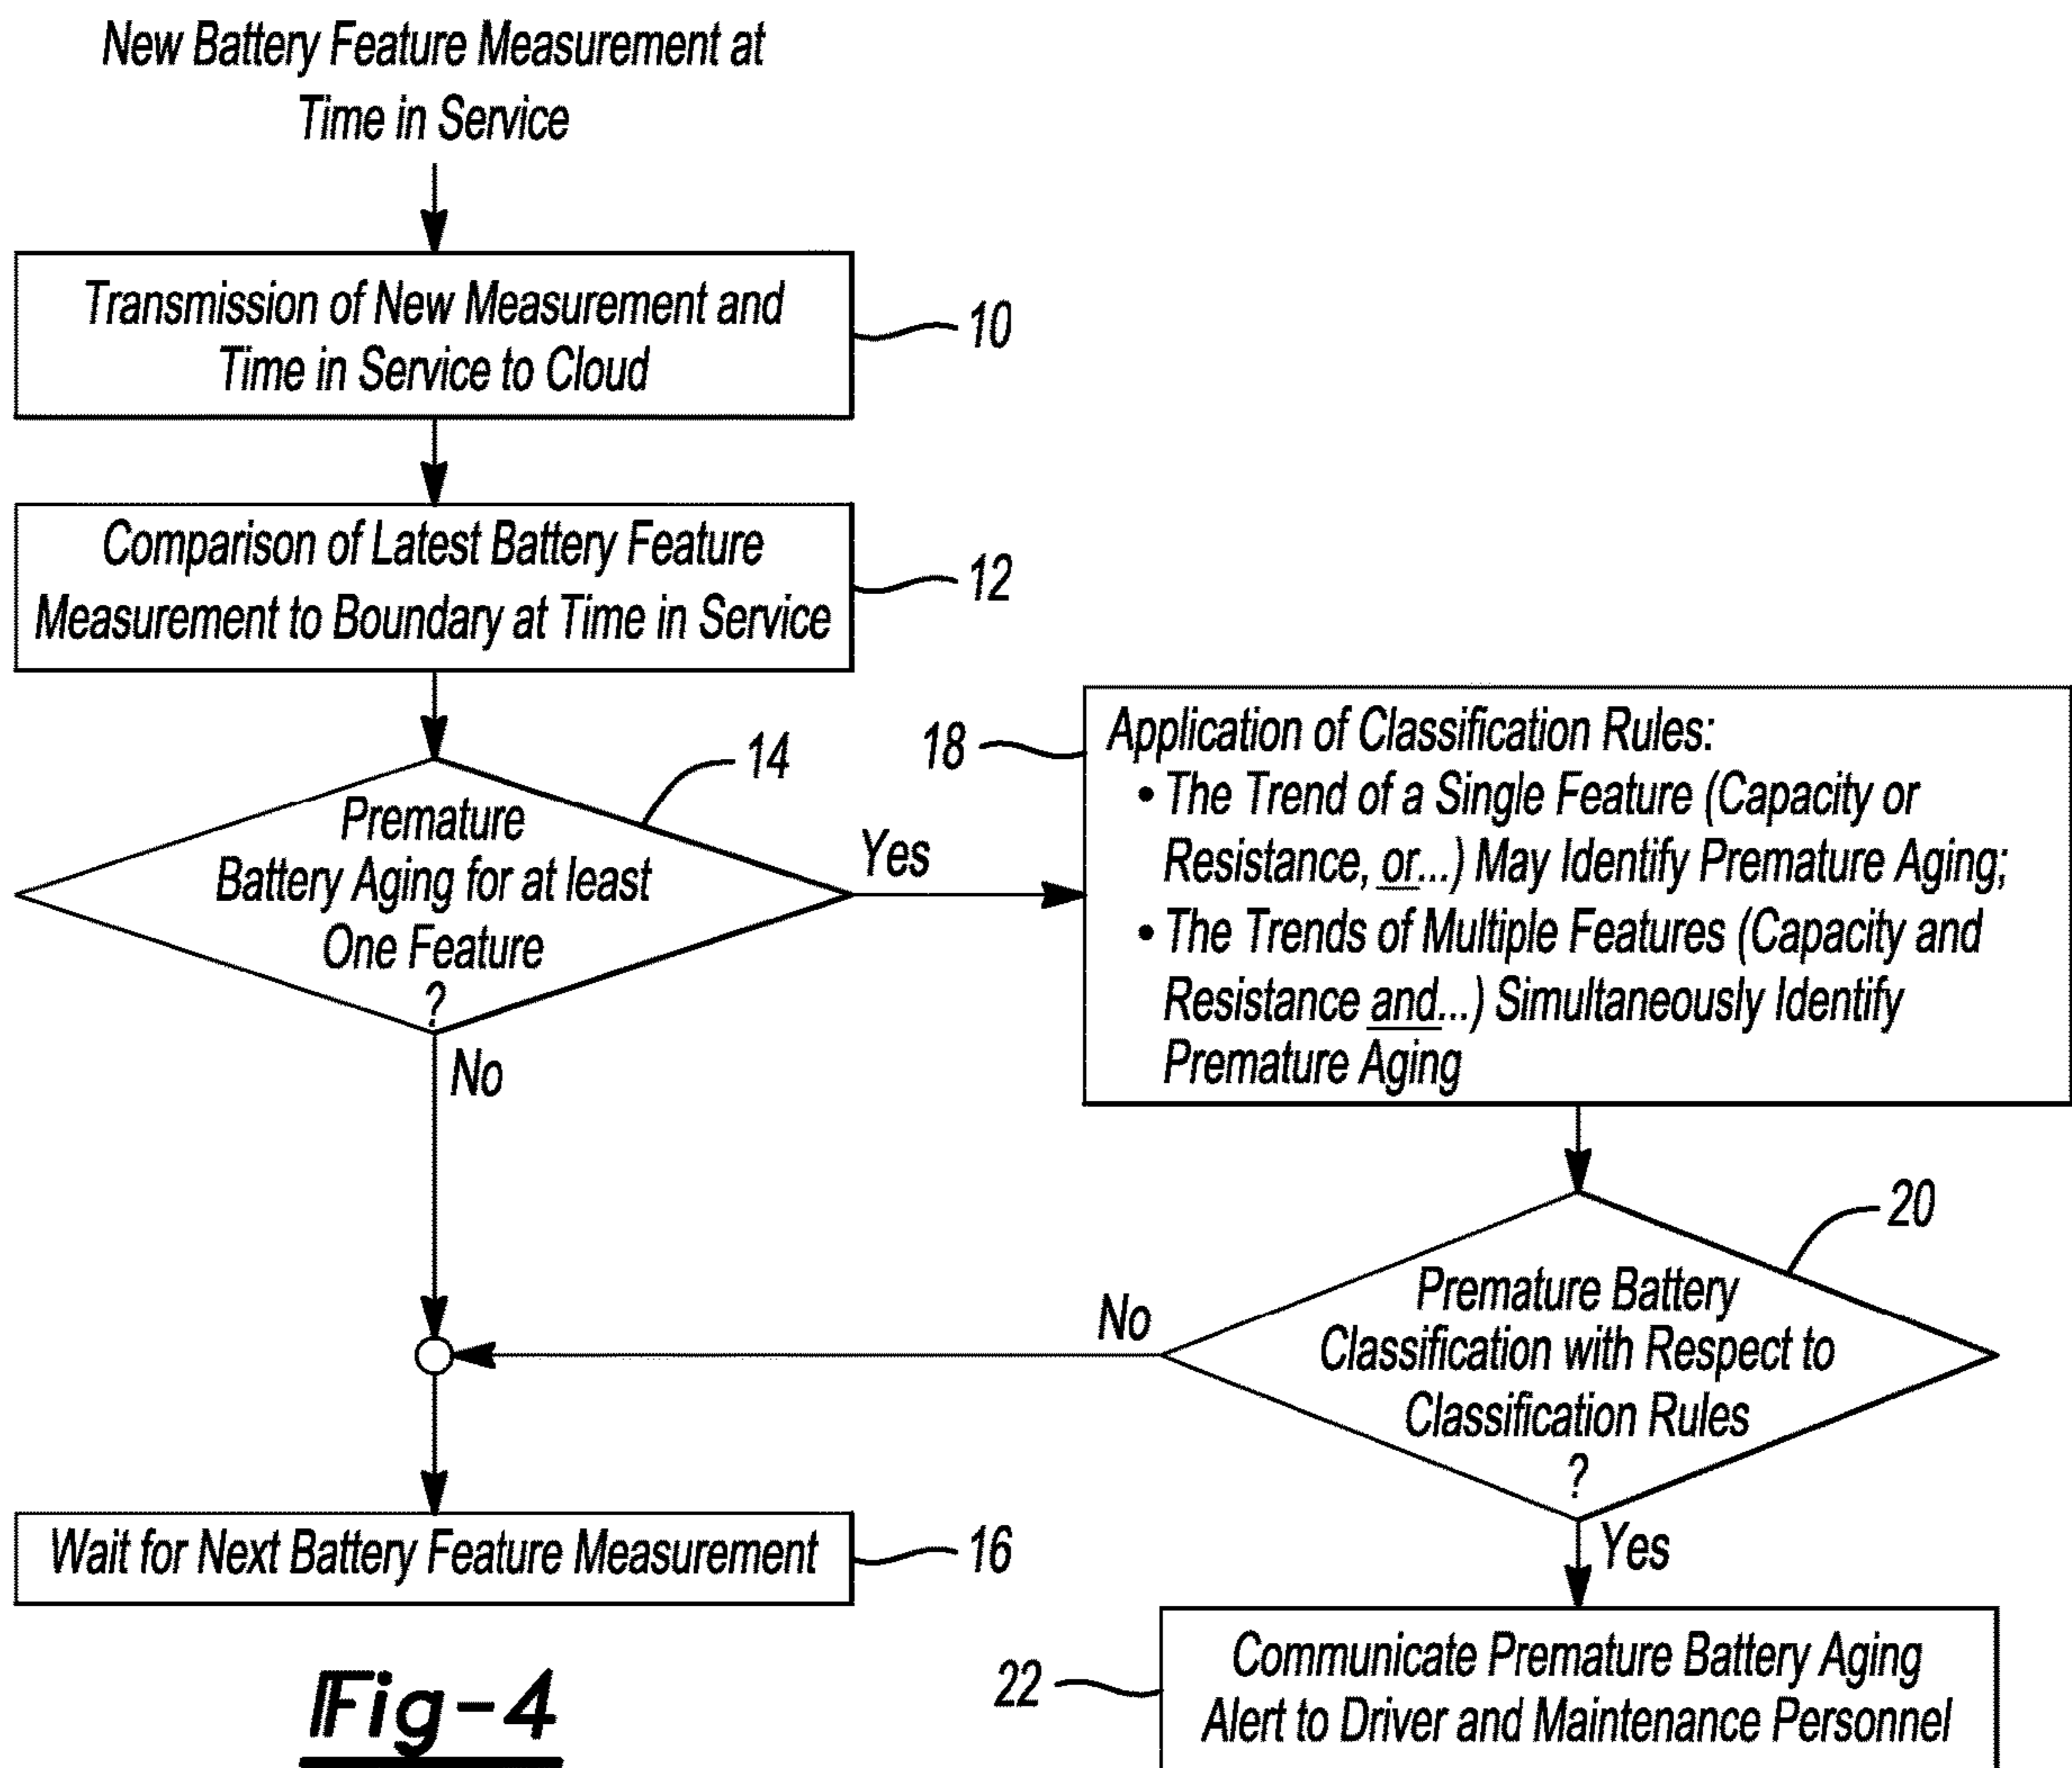 New Battery Feature Measurement at
Time in Service
Transmission of New Measurement and
Time in Service to Cloud
10
Comparison of Latest Battery Feature
Measurement to Boundary at Time in Service
12
14
Premature
Battery Aging for at least
One Feature
?
Yes
No
18
Application of Classification Rules:
• The Trend of a Single Feature (Capacity or
Resistance, or...) May Identify Premature Aging;
• The Trends of Multiple Features (Capacity and
Resistance and...) Simultaneously Identify
Premature Aging
20
Premature Battery
Classification with Respect to
Classification Rules
?
No
Yes
Wait for Next Battery Feature Measurement
16
22
Communicate Premature Battery Aging
Alert to Driver and Maintenance Personnel
Fig-4